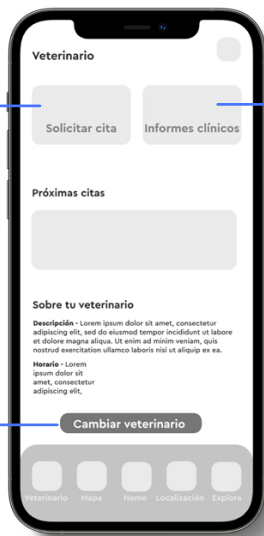 Veterinario
Solicitar cita
Informes clínicos
Próximas citas
Sobre tu veterinario
Descripción - Lorem ipsum dolor sit amet, consectetur
adipiscing elit, sed do eiusmod tempor incididunt ut labore
et dolore magna aliqua. Ut enim ad minim veniam, quis
nostrud exercitation ullamco laboris nisi ut aliquip ex ea.
Horario - Lorem
ipsum dolor sit
amet, consectetur
adipiscing elit,
Cambiar veterinario
Veterinario Mapa Home Localización Explora